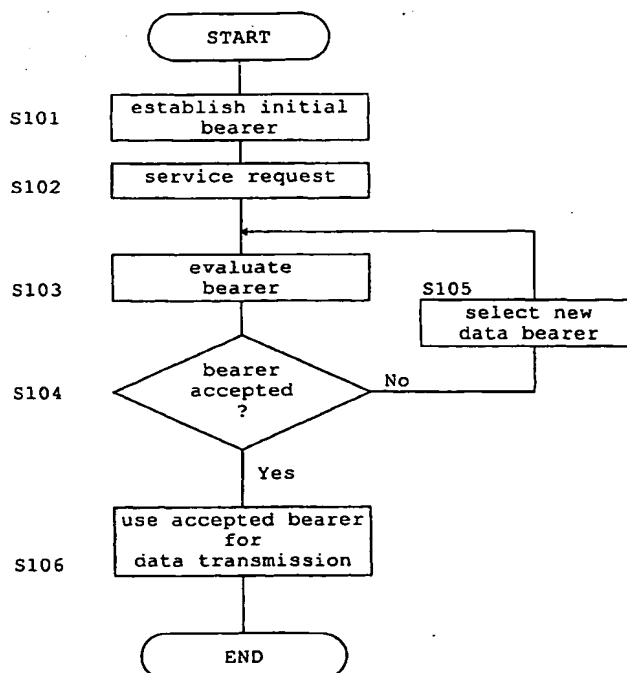 START
S101
establish initial
bearer
S102
service request
S103
evaluate
bearer
S105
select new
data bearer
S104
bearer
accepted
?
No
Yes
use accepted bearer
for
data transmission
S106
END